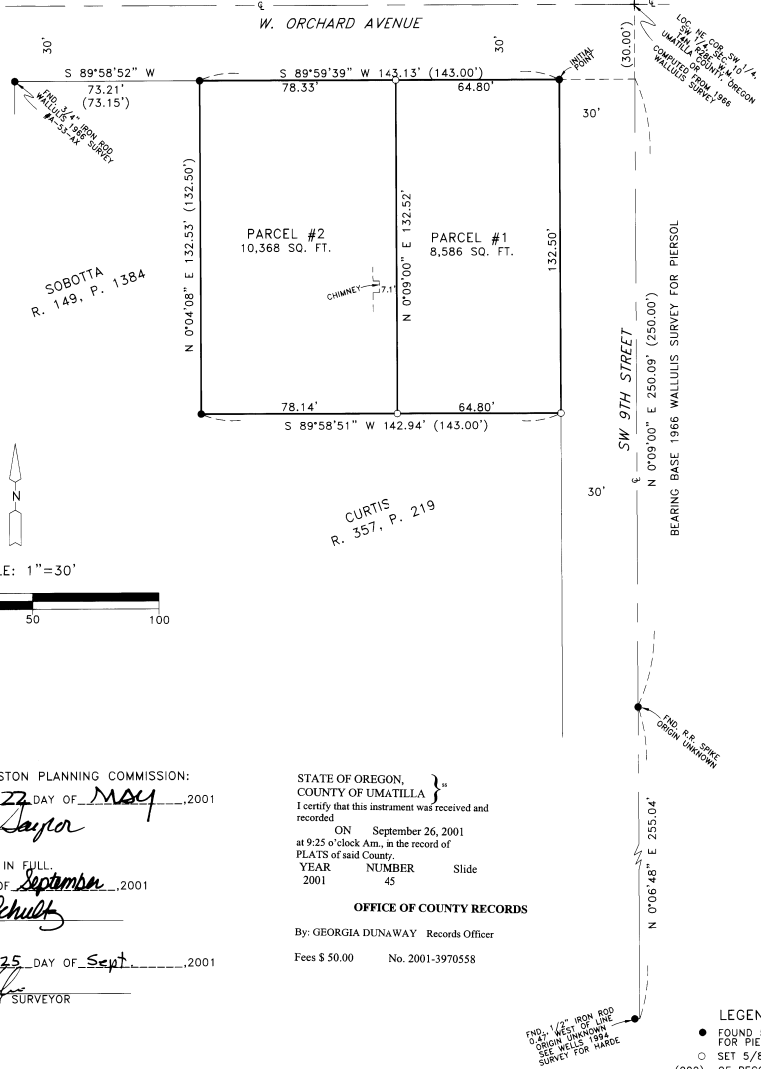 ℄
℄
W. ORCHARD AVENUE
30'
30'
(30.00')
LOC. NE COR. SW 1/4,
SW 1/4, SEC. 10
T4N, R28E, W.M.
UMATILLA COUNTY, OREGON
COMPUTED FROM 1966
WALLULIS SURVEY
S 89°58'52" W
73.21'
(73.15')
S 89°59'39" W 143.13' (143.00')
78.33'
64.80'
INITIAL
POINT
30'
FND. 3/4" IRON ROD
WALLULIS 1966 SURVEY
#A-53-AX
N 0°04'08" E 132.53' (132.50')
N 0°09'00" E 132.52'
132.50'
PARCEL #2
10,368 SQ. FT.
PARCEL #1
8,586 SQ. FT.
CHIMNEY
7.1'
SOBOTTA
R. 149, P. 1384
78.14'
64.80'
S 89°58'51" W 142.94' (143.00')
SW 9TH STREET
℄
N 0°09'00" E 250.09' (250.00')
BEARING BASE 1966 WALLULIS SURVEY FOR PIERSOL
30'
CURTIS
R. 357, P. 219
N
LE: 1"=30'
50
100
FND. R.R. SPIKE
ORIGIN UNKNOWN
N 0°06'48" E 255.04'
STON PLANNING COMMISSION:
22 DAY OF MAY ,2001
Saylor
IN FULL.
OF September ,2001
Schultz
25 DAY OF Sept. ,2001
SURVEYOR
STATE OF OREGON,
COUNTY OF UMATILLA } ss
I certify that this instrament was received and
recorded
ON September 26, 2001
at 9:25 o'clock Am., in the record of
PLATS of said County.
YEAR NUMBER Slide
2001 45
OFFICE OF COUNTY RECORDS
By: GEORGIA DUNAWAY Records Officer
Fees $ 50.00 No. 2001-3970558
FND. 1/2" IRON ROD
0.47' WEST OF LINE
ORIGIN UNKNOWN
SEE WELLS 1994
SURVEY FOR HARDE
LEGEN
FOUND
FOR PIE
SET 5/8